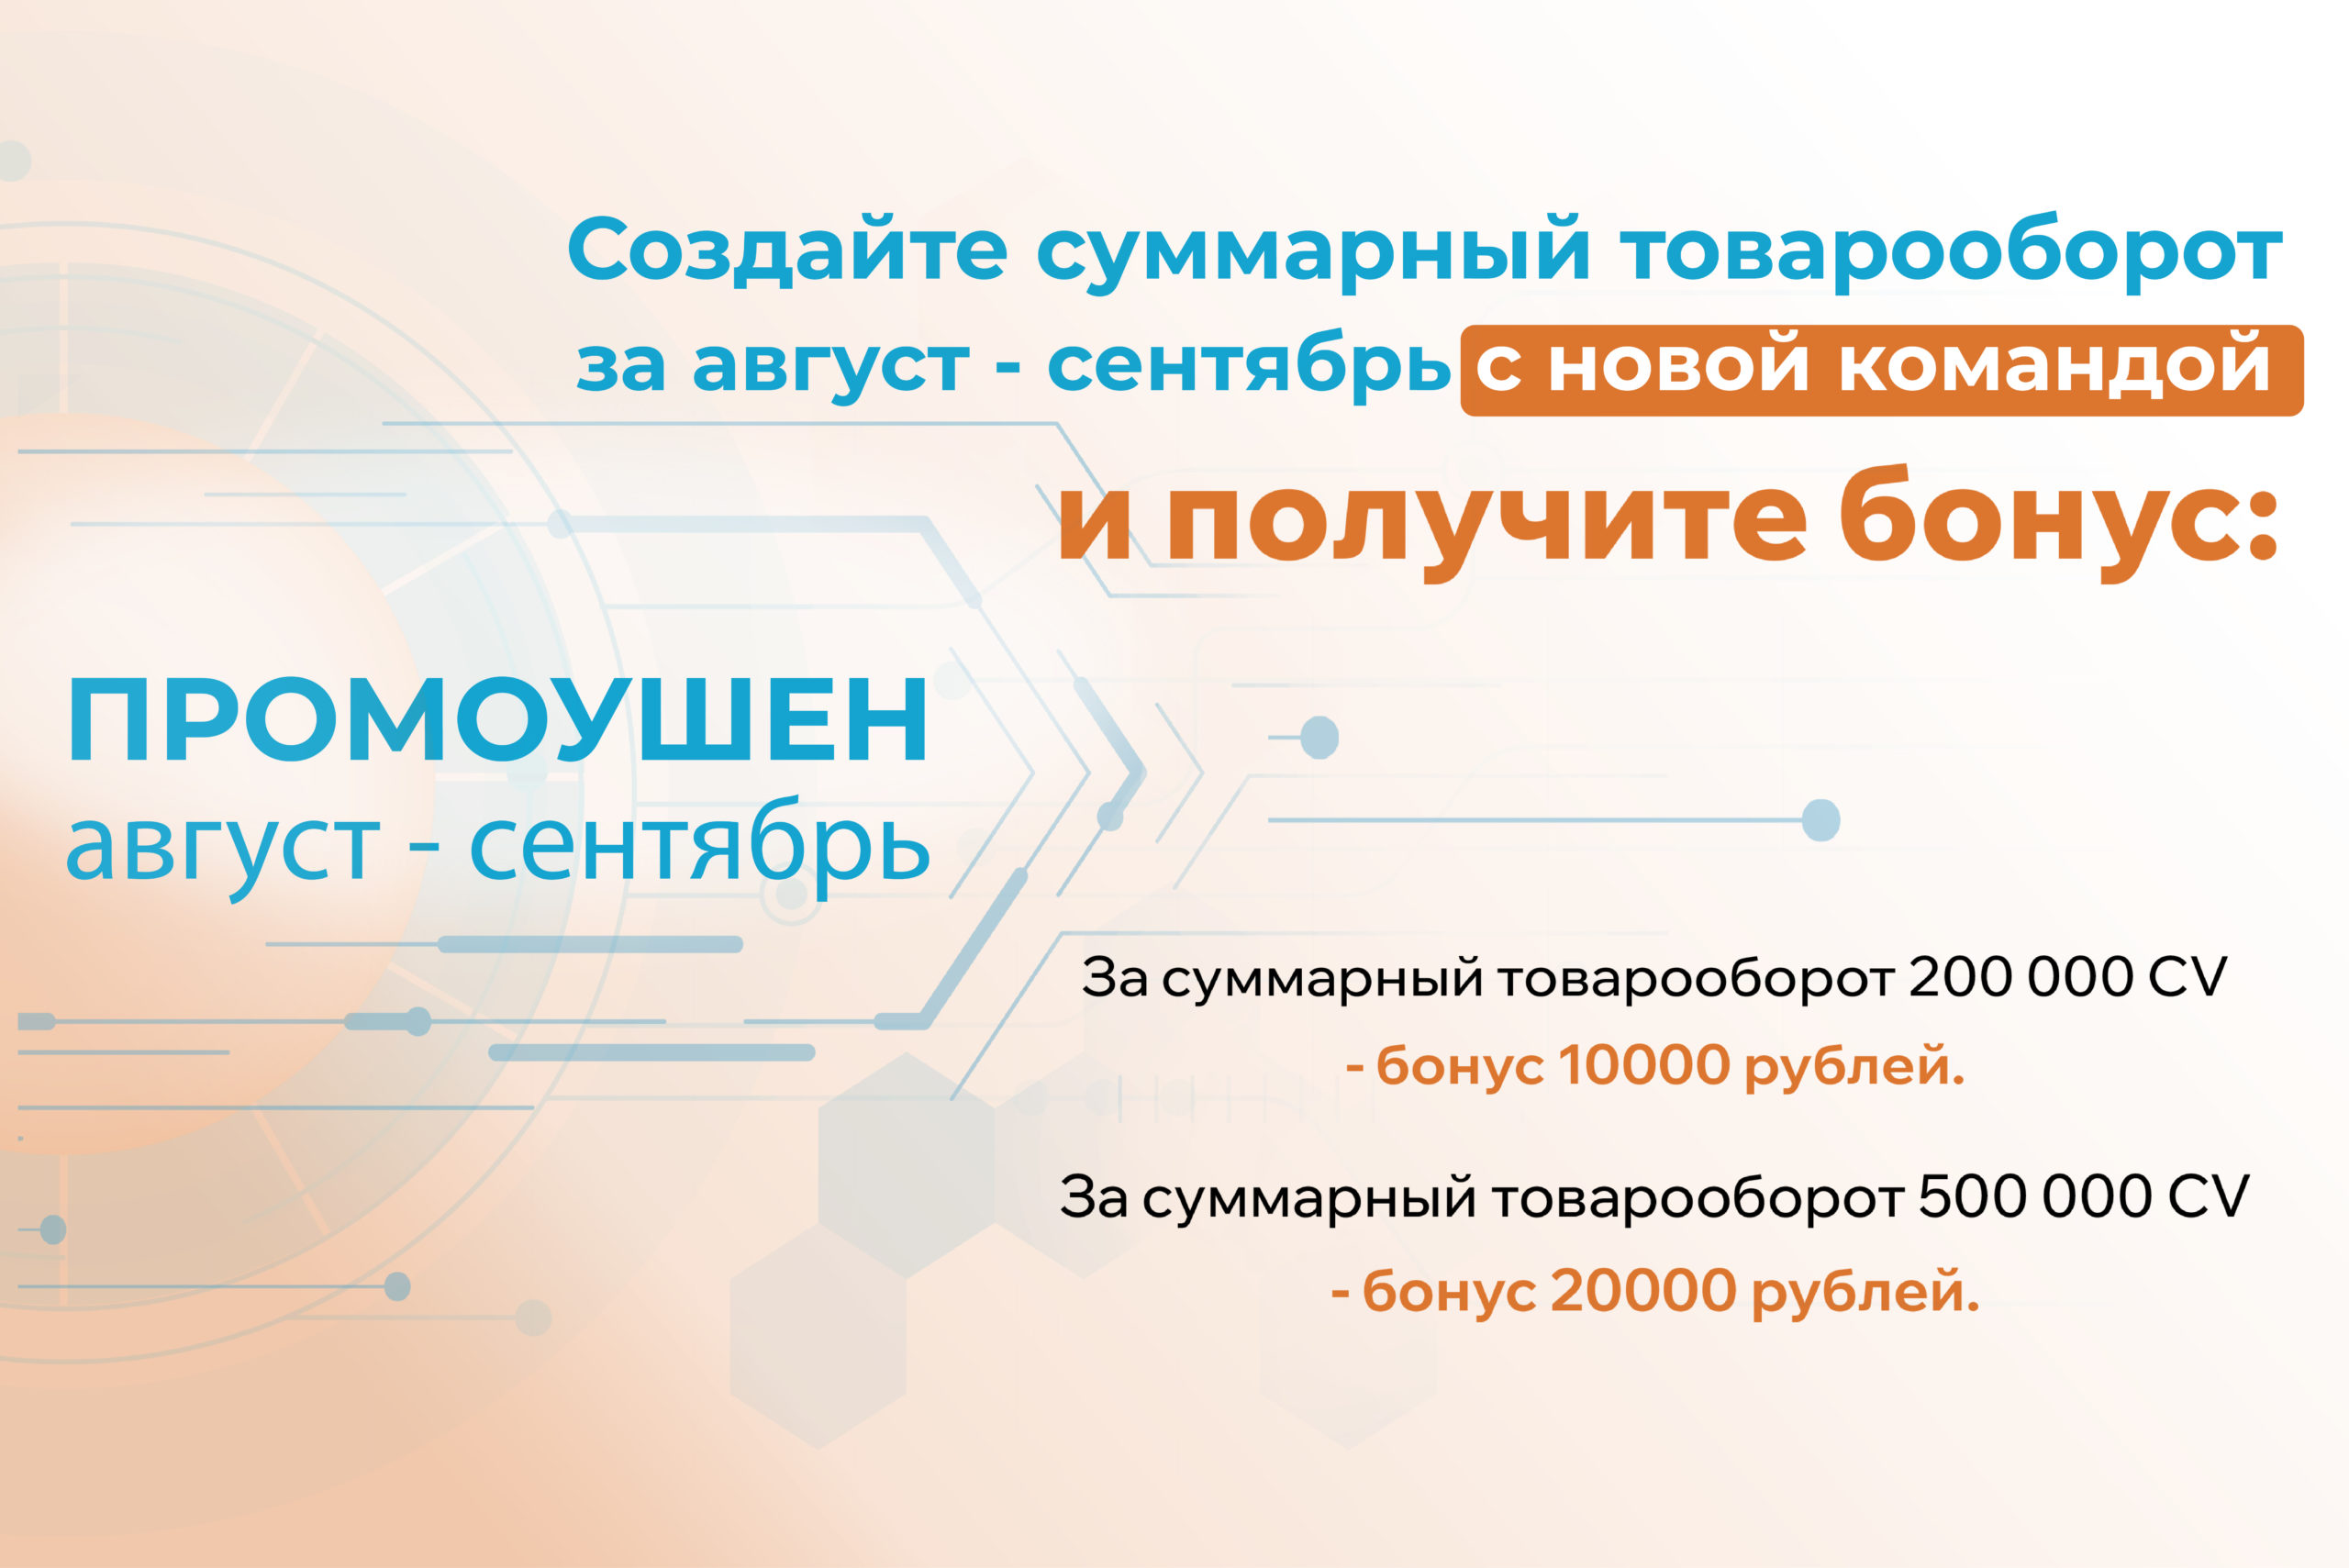 Создайте суммарный товарооборот
за август - сентябрь с новой командой
и получите бонус:
ПРОМОУШЕН
август - сентябрь
За суммарный товарооборот 200 000 CV
- бонус 10000 рублей.
За суммарный товарооборот 500 000 CV
- бонус 20000 рублей.